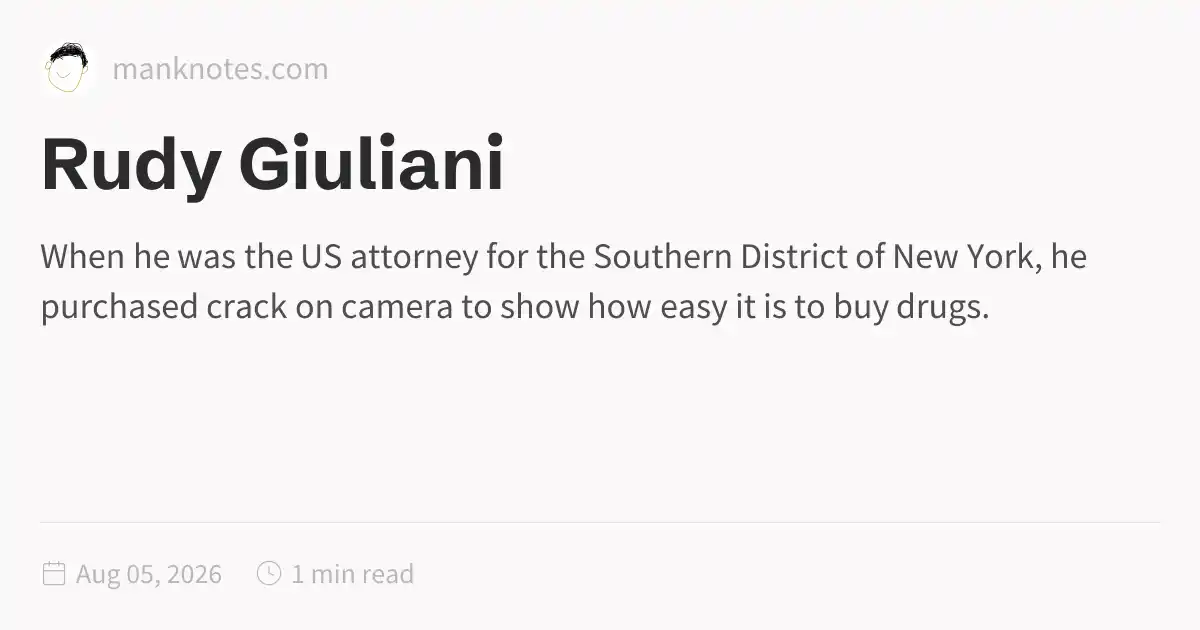 manknotes.com
Rudy Giuliani
When he was the US attorney for the Southern District of New York, he
purchased crack on camera to show how easy it is to buy drugs.
Aug 05, 2026 1 min read